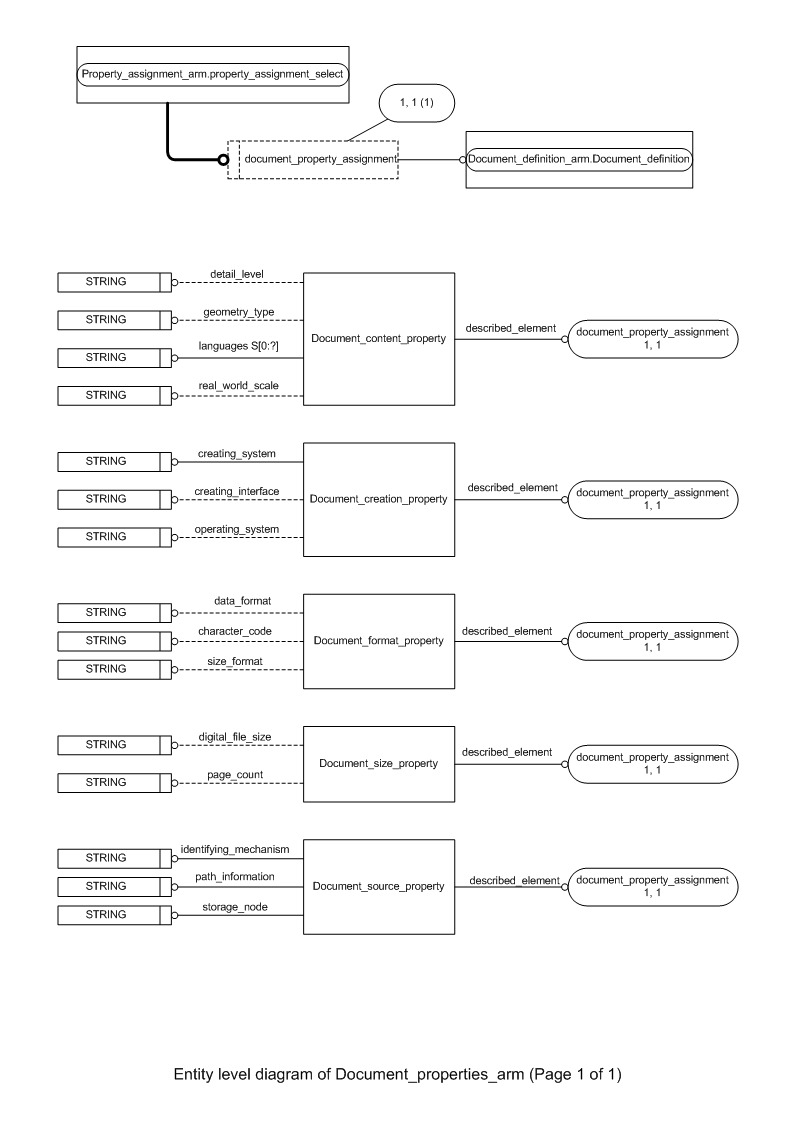 Property_assignment_arm.property_assignment_select
1, 1 (1)
document_property_assignment
Document_definition_arm.Document_definition
STRING
detail_level
STRING
geometry_type
STRING
languages S[0:?]
STRING
real_world_scale
Document_content_property
described_element
document_property_assignment
1, 1
STRING
creating_system
STRING
creating_interface
STRING
operating_system
Document_creation_property
described_element
document_property_assignment
1, 1
STRING
data_format
STRING
character_code
STRING
size_format
Document_format_property
described_element
document_property_assignment
1, 1
STRING
digital_file_size
STRING
page_count
Document_size_property
described_element
document_property_assignment
1, 1
STRING
identifying_mechanism
STRING
path_information
STRING
storage_node
Document_source_property
described_element
document_property_assignment
1, 1
Entity level diagram of Document_properties_arm (Page 1 of 1)